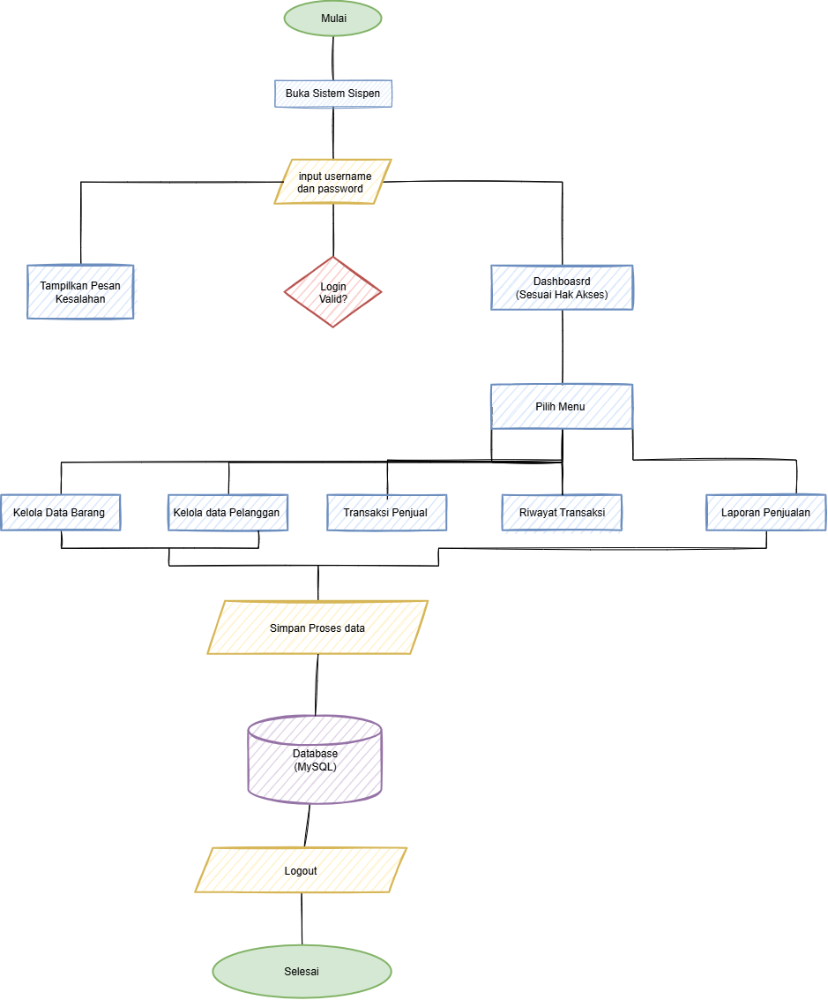 Mulai
Buka Sistem Sispen
input username
dan password
Tampilkan Pesan
Kesalahan
Login
Valid?
Dashboasrd
(Sesuai Hak Akses)
Pilih Menu
Kelola Data Barang
Kelola data Pelanggan
Transaksi Penjual
Riwayat Transaksi
Laporan Penjualan
Simpan Proses data
Database
(MySQL)
Logout
Selesai